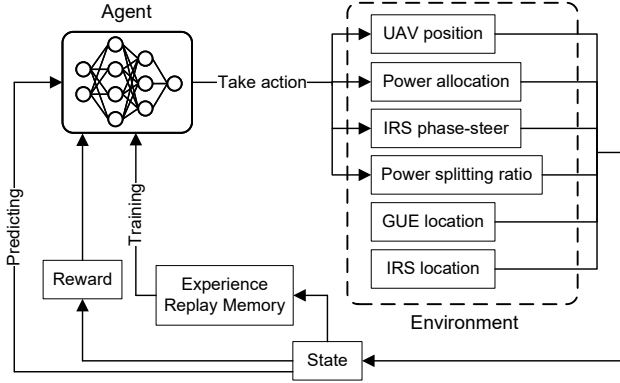 Agent
Take action
UAV position
Power allocation
IRS phase-steer
Power splitting ratio
GUE location
IRS location
Environment
Predicting
Training
Reward
Experience
Replay Memory
State